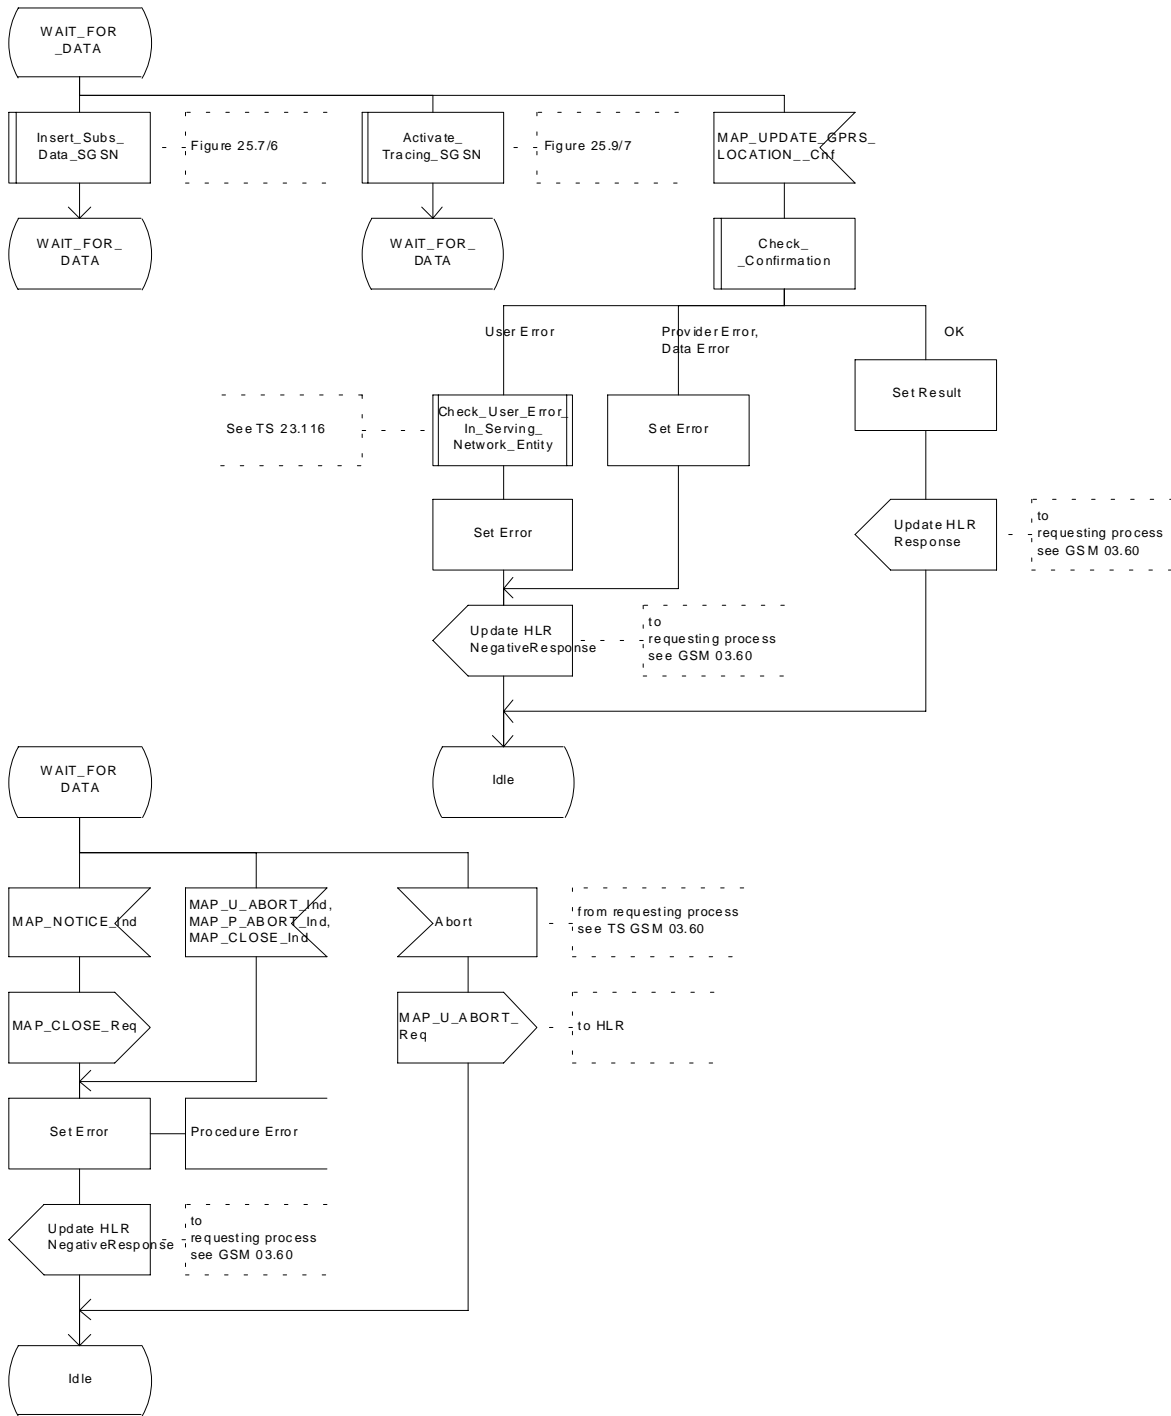 WAIT_FOR
_DATA
Insert_Subs_
Data_SGSN
Figure 25.7/6
Activate_
Tracing_SGSN
Figure 25.9/7
MAP_UPDATE_GPRS_
LOCATION__Cnf
WAIT_FOR_
DATA
WAIT_FOR_
DATA
Check_
_Confirmation
User Error
Provider Error,
Data Error
OK
Set Result
See TS 23.116
Check_User_Error_
In_Serving_
Network_Entity
Set Error
Set Error
Update HLR
Response
to
requesting process
see GSM 03.60
Update HLR
NegativeResponse
to
requesting process
see GSM 03.60
WAIT_FOR
DATA
Idle
MAP_NOTICE_Ind
MAP_U_ABORT_Ind,
MAP_P_ABORT_Ind,
MAP_CLOSE_Ind
Abort
from requesting process
see TS GSM 03.60
MAP_CLOSE_Req
MAP_U_ABORT_
Req
to HLR
Set Error
Procedure Error
Update HLR
NegativeResponse
to
requesting process
see GSM 03.60
Idle